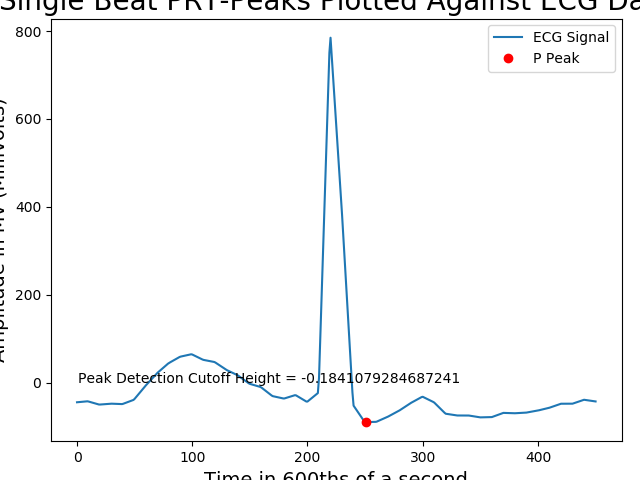 Single Beat PRT-Peaks Plotted Against ECG Da
ECG Signal
P Peak
Amplitude in MV (Millivolts)
800
600
400
200
0
Peak Detection Cutoff Height = -0.1841079284687241
0 100 200 300 400
Time in 600ths of a second